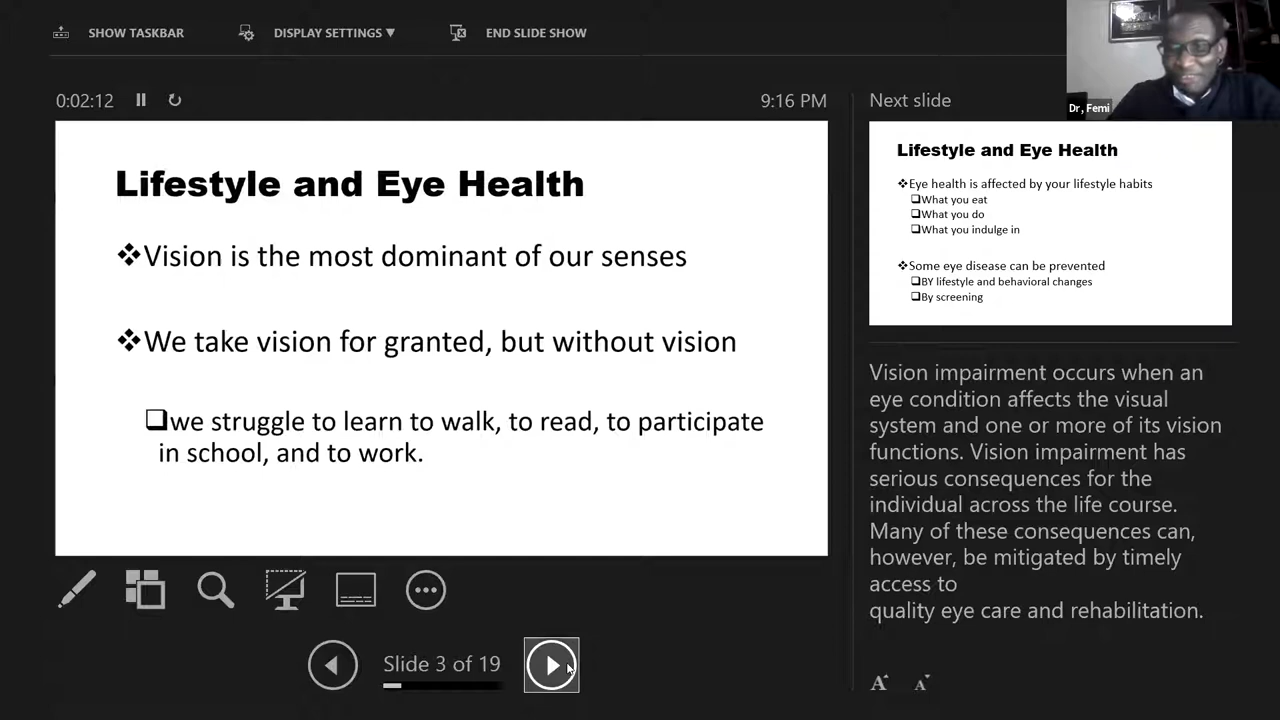 SHOW TASKBAR
DISPLAY SETTINGS ▼
END SLIDE SHOW
Dr, Femi
0:02:12
9:16 PM
Next slide
Lifestyle and Eye Health
❖Vision is the most dominant of our senses
❖We take vision for granted, but without vision
❑we struggle to learn to walk, to read, to participate
in school, and to work.
Lifestyle and Eye Health
❖Eye health is affected by your lifestyle habits
❑What you eat
❑What you do
❑What you indulge in
❖Some eye disease can be prevented
❑BY lifestyle and behavioral changes
❑By screening
Vision impairment occurs when an
eye condition affects the visual
system and one or more of its vision
functions. Vision impairment has
serious consequences for the
individual across the life course.
Many of these consequences can,
however, be mitigated by timely
access to
quality eye care and rehabilitation.
Slide 3 of 19
A A